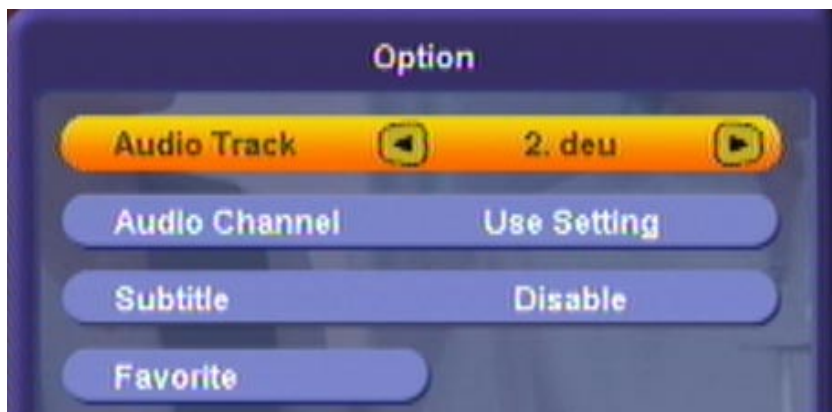 Option
Audio Track 2. deu
Audio Channel Use Setting
Subtitle Disable
Favorite